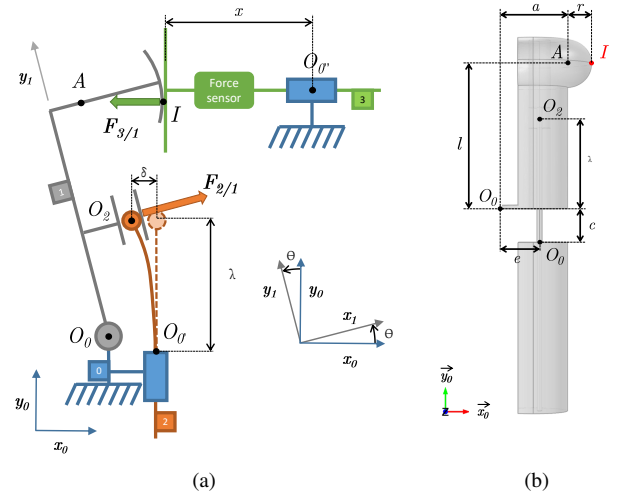 x
y₁
A
O₀''
Force
sensor
I
3
F₃/₁
δ
F₂/₁
1
O₂
λ
θ
y₁
y₀
x₁
θ
x₀
O₀
O₀'
0
y₀
2
x₀
(a)
a
r
A
I
O₂
l
λ
O₀
c
e
O₀
y₀
z
x₀
(b)